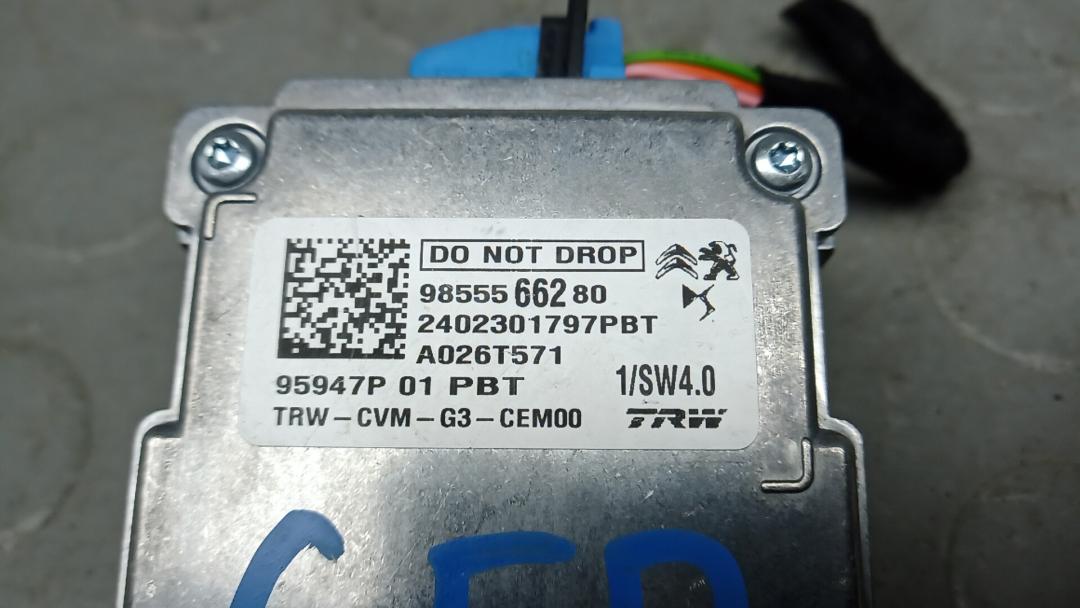 DO NOT DROP
98555 662 80
2402301797PBT
A026T571
95947P 01 PBT 1/SW4.0
TRW-CVM-G3-CEM00 TRW